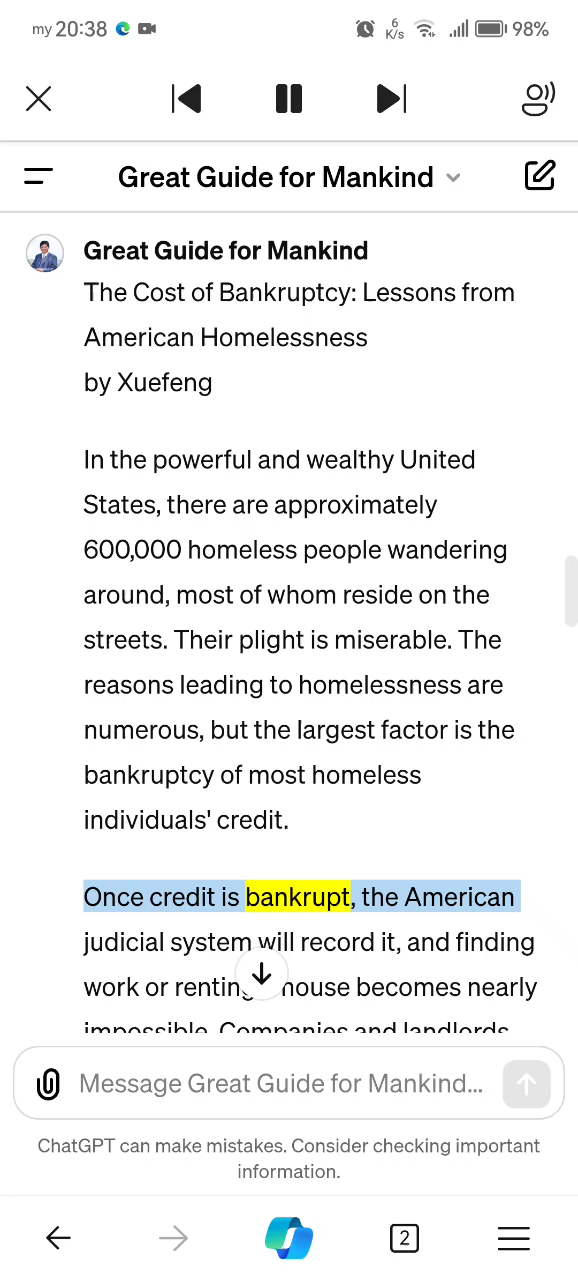 my 20:38 6 K/s 98%
Great Guide for Mankind
Great Guide for Mankind
The Cost of Bankruptcy: Lessons from
American Homelessness
by Xuefeng
In the powerful and wealthy United
States, there are approximately
600,000 homeless people wandering
around, most of whom reside on the
streets. Their plight is miserable. The
reasons leading to homelessness are
numerous, but the largest factor is the
bankruptcy of most homeless
individuals' credit.
Once credit is bankrupt, the American
judicial system will record it, and finding
work or renting house becomes nearly
impossible. Companies and landlords
Message Great Guide for Mankind...
ChatGPT can make mistakes. Consider checking important
information.
2